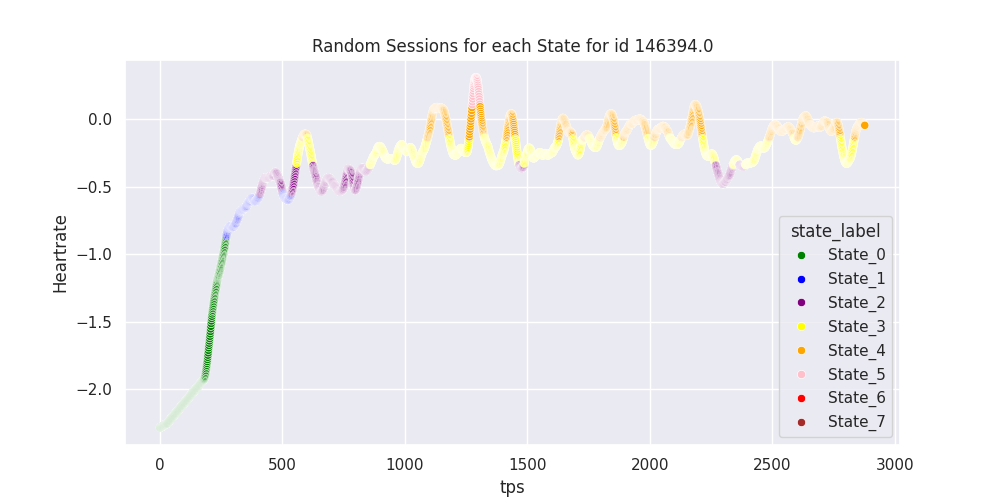 Random Sessions for each State for id 146394.0
Heartrate
0.0
−0.5
−1.0
−1.5
−2.0
state_label
State_0
State_1
State_2
State_3
State_4
State_5
State_6
State_7
0 500 1000 1500 2000 2500 3000
tps